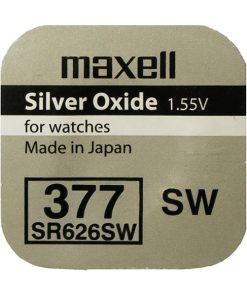 maxell
Silver Oxide 1.55V
for watches
Made in Japan
377 SW
SR626SW